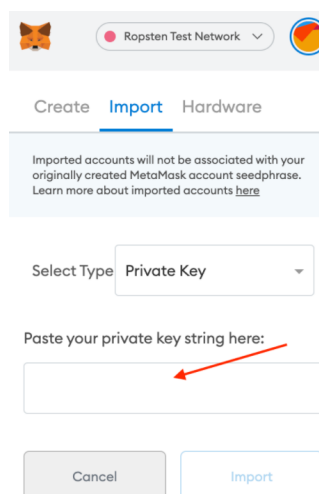 Ropsten Test Network
Create Import Hardware
Imported accounts will not be associated with your
originally created MetaMask account seedphrase.
Learn more about imported accounts here
Select Type Private Key
Paste your private key string here:
Cancel Import